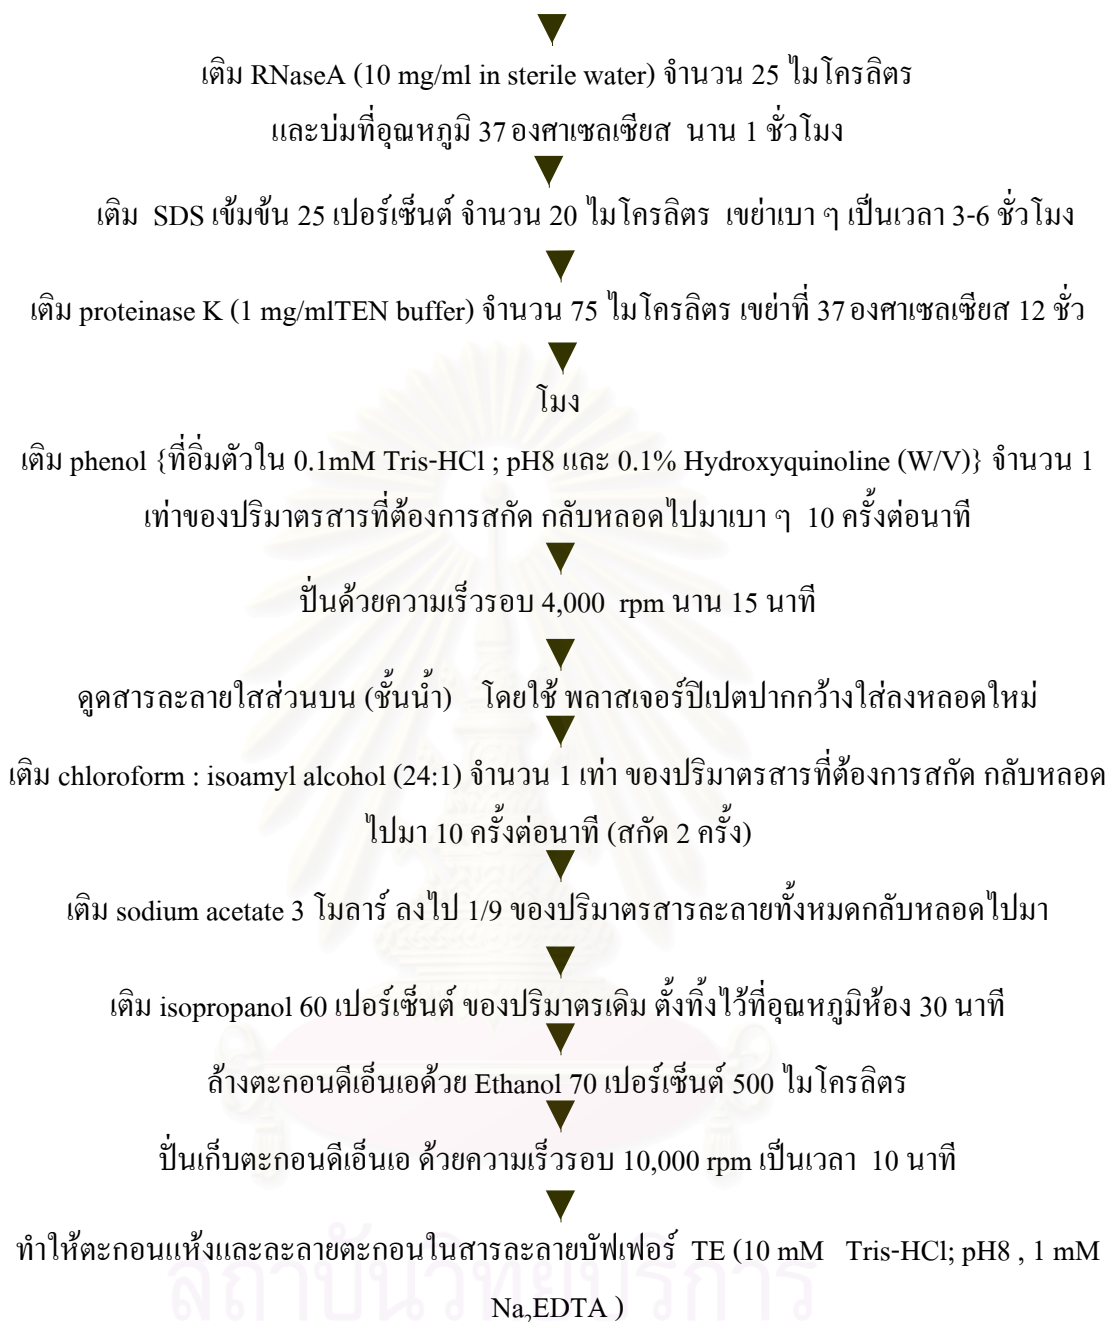 เติม RNaseA (10 mg/ml in sterile water) จำนวน 25 ไมโครลิตร
และบ่มที่อุณหภูมิ 37 องศาเซลเซียส นาน 1 ชั่วโมง
เติม SDS เข้มข้น 25 เปอร์เซ็นต์ จำนวน 20 ไมโครลิตร เขย่าเบา ๆ เป็นเวลา 3-6 ชั่วโมง
เติม proteinase K (1 mg/mlTEN buffer) จำนวน 75 ไมโครลิตร เขย่าที่ 37 องศาเซลเซียส 12 ชั่ว
โมง
เติม phenol {ที่อิ่มตัวใน 0.1mM Tris-HCl ; pH8 และ 0.1% Hydroxyquinoline (W/V)} จำนวน 1
เท่าของปริมาตรสารที่ต้องการสกัด กลับหลอดไปมาเบา ๆ 10 ครั้งต่อนาที
ปั่นด้วยความเร็วรอบ 4,000 rpm นาน 15 นาที
ดูดสารละลายใสส่วนบน (ชั้นน้ำ) โดยใช้ พลาสเจอร์ปิเปตปากกว้างใส่ลงหลอดใหม่
เติม chloroform : isoamyl alcohol (24:1) จำนวน 1 เท่า ของปริมาตรสารที่ต้องการสกัด กลับหลอด
ไปมา 10 ครั้งต่อนาที (สกัด 2 ครั้ง)
เติม sodium acetate 3 โมลาร์ ลงไป 1/9 ของปริมาตรสารละลายทั้งหมดกลับหลอดไปมา
เติม isopropanol 60 เปอร์เซ็นต์ ของปริมาตรเดิม ตั้งทิ้งไว้ที่อุณหภูมิห้อง 30 นาที
ล้างตะกอนดีเอ็นเอด้วย Ethanol 70 เปอร์เซ็นต์ 500 ไมโครลิตร
ปั่นเก็บตะกอนดีเอ็นเอ ด้วยความเร็วรอบ 10,000 rpm เป็นเวลา 10 นาที
ทำให้ตะกอนแห้งและละลายตะกอนในสารละลายบัฟเฟอร์ TE (10 mM Tris-HCl; pH8 , 1 mM
Na₂EDTA )
สถาบันวิทยบริการ